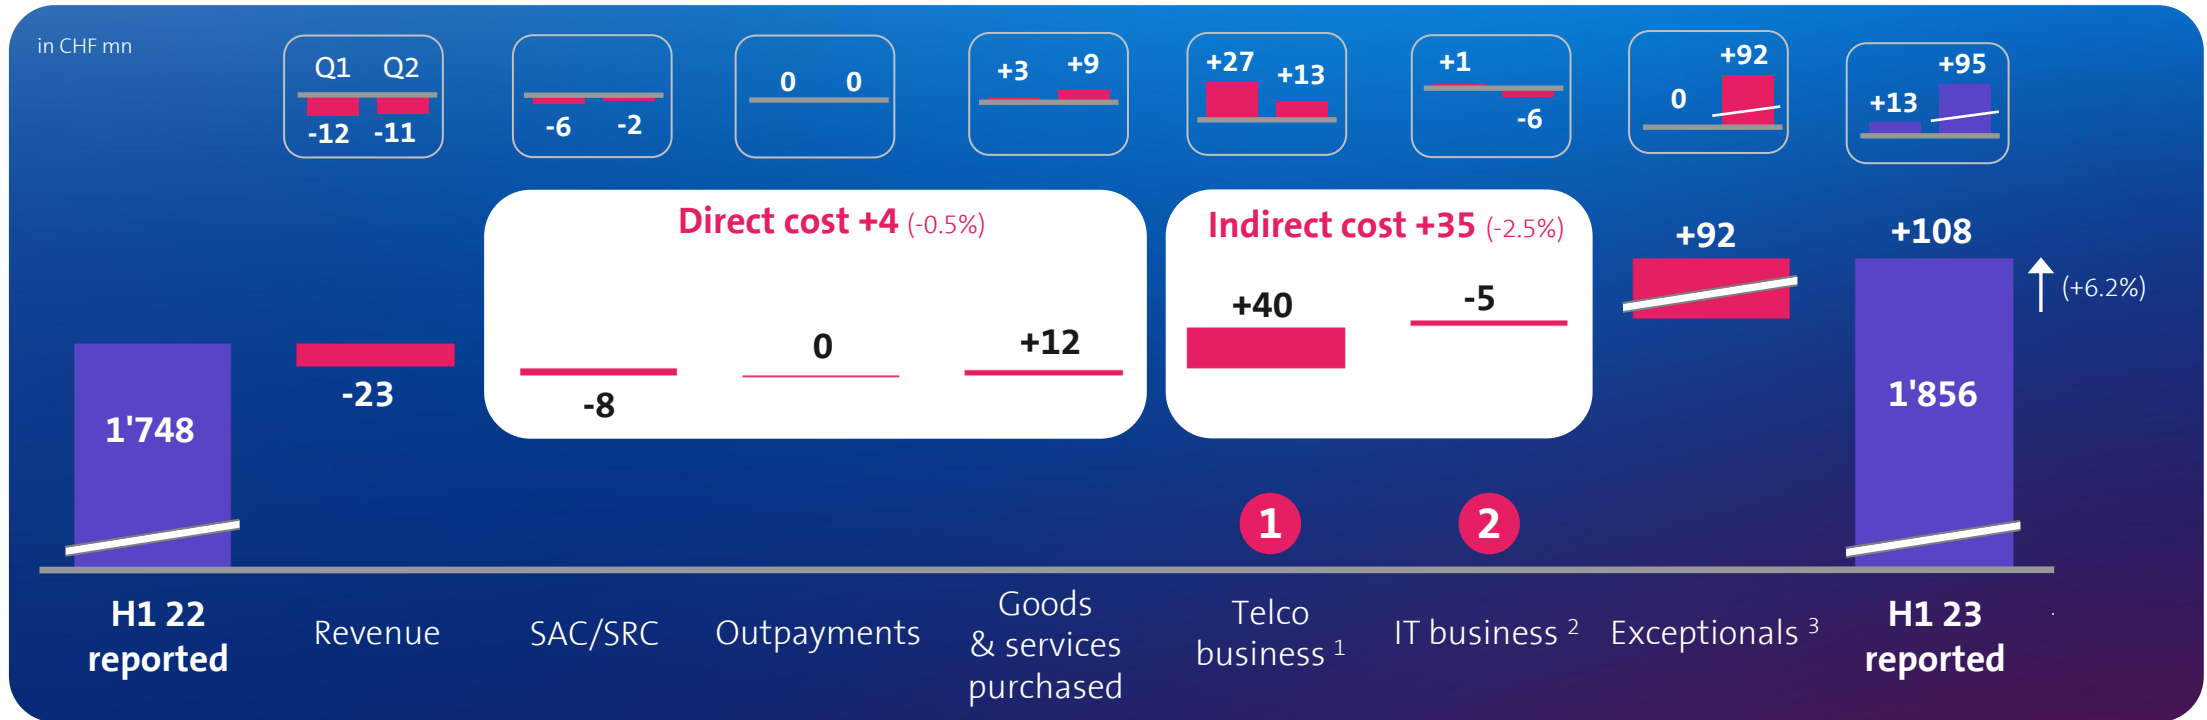 in CHF mn
Q1 Q2
-12 -11
-6 -2
0 0
+3 +9
+27 +13
+1
-6
0 +92
+13 +95
Direct cost +4 (-0.5%)
Indirect cost +35 (-2.5%)
1'748
-23
-8
0
+12
+40
-5
+92
+108
(+6.2%)
1'856
1
2
H1 22
reported
Revenue
SAC/SRC
Outpayments
Goods
& services
purchased
Telco
business 1
IT business 2
Exceptionals 3
H1 23
reported